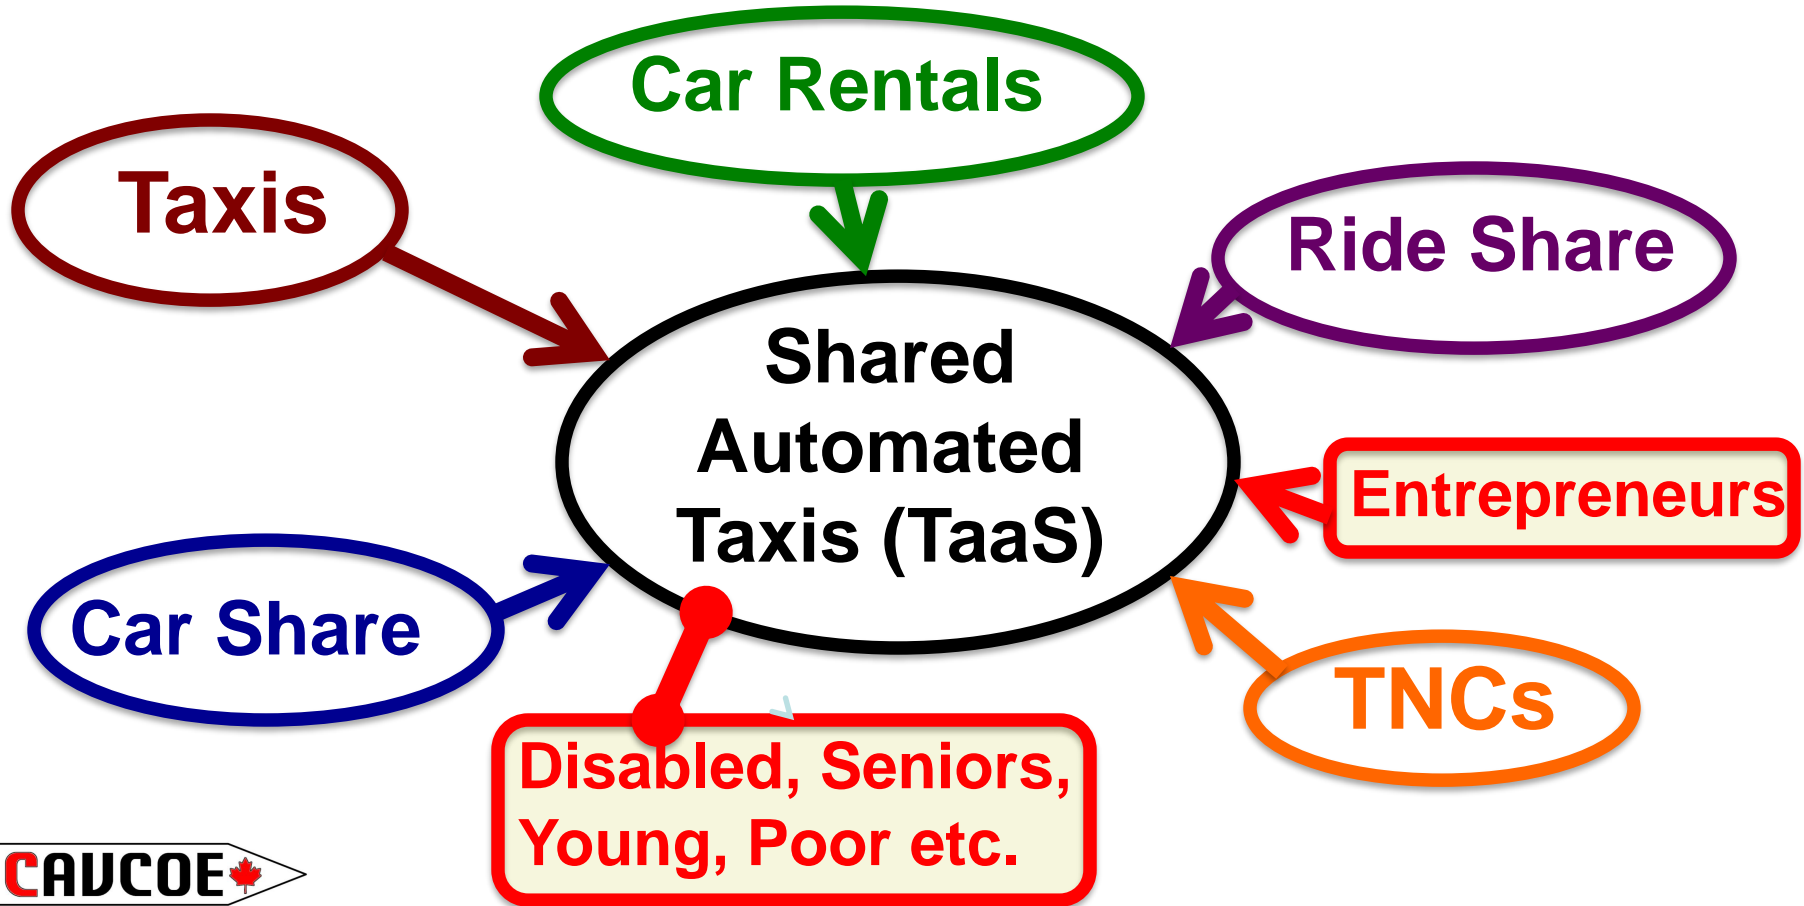 Car Rentals
Taxis
Ride Share
Shared
Automated
Taxis (TaaS)
Entrepreneurs
Car Share
TNCs
Disabled, Seniors,
Young, Poor etc.
CAVCOE